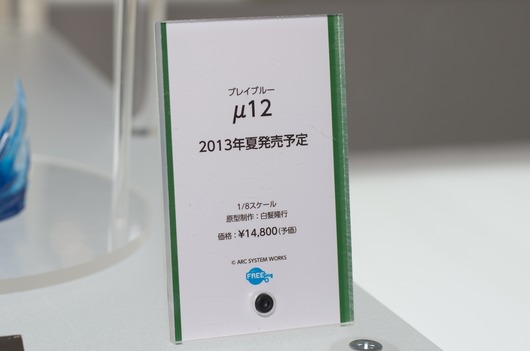 ブレイブルー
μ12
2013年夏発売予定
1/8スケール
原型制作：白髪隆行
価格：¥14,800(予価)
© ARC SYSTEM WORKS
FREEing